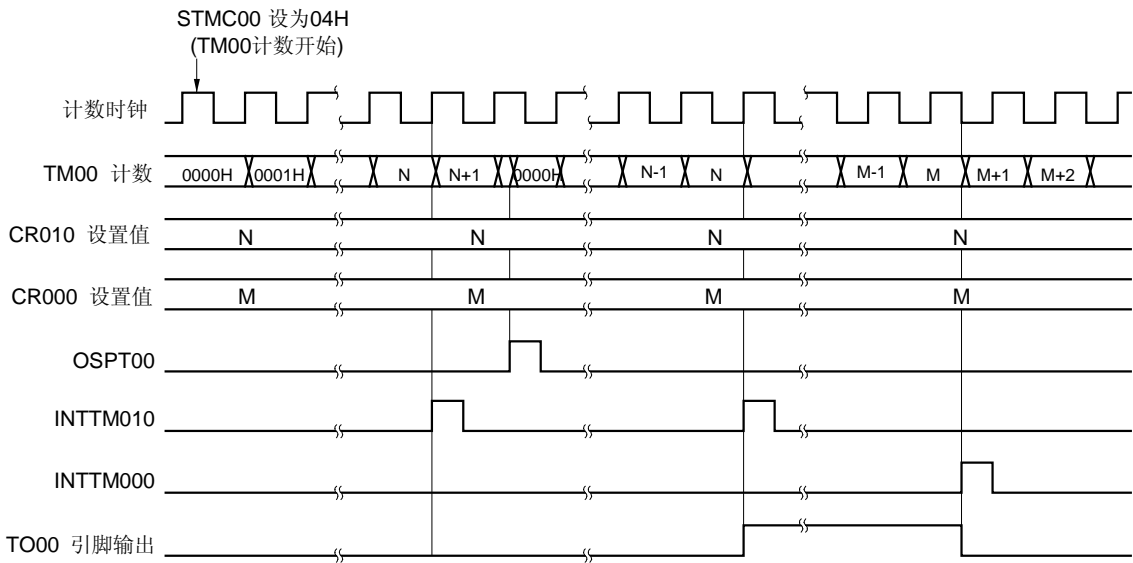 STMC00 设为04H
(TM00计数开始)
计数时钟
TM00 计数 0000H 0001H N N+1 0000H N-1 N M-1 M M+1 M+2
CR010 设置值 N N N N
CR000 设置值 M M M M
OSPT00
INTTM010
INTTM000
TO00 引脚输出